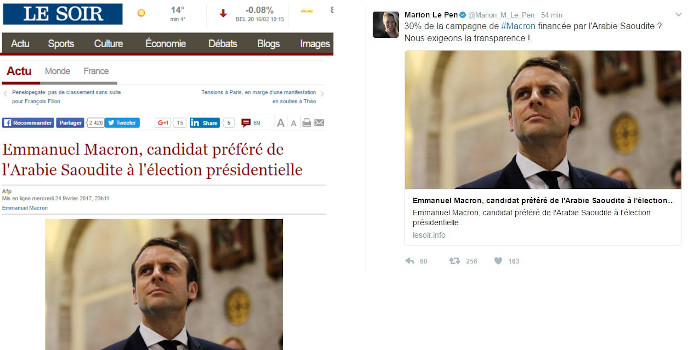 LE SOIR
14°
min 4°
-0.08%
BEL 20 16/02 10:15
Actu Sports Culture Économie Débats Blogs Images
Actu Monde France
Penelopegate: pas de classement sans suite
pour François Fillon
Tensions à Paris, en marge d'une manifestation
en soutien à Théo
Recommander Partager 2 420 Twitter +1 15 Share 5
A A
Emmanuel Macron, candidat préféré de
l'Arabie Saoudite à l'élection présidentielle
Afp
Mis en ligne mercredi 24 février 2017, 23h11
Emmanuel Macron
Marion Le Pen @Marion_M_Le_Pen · 54 min
30% de la campagne de #Macron financée par l'Arabie Saoudite ?
Nous exigeons la transparence !
Emmanuel Macron, candidat préféré de l'Arabie Saoudite à l'élection...
Emmanuel Macron, candidat préféré de l'Arabie Saoudite à l'élection
présidentielle
lesoir.info
60 256 163